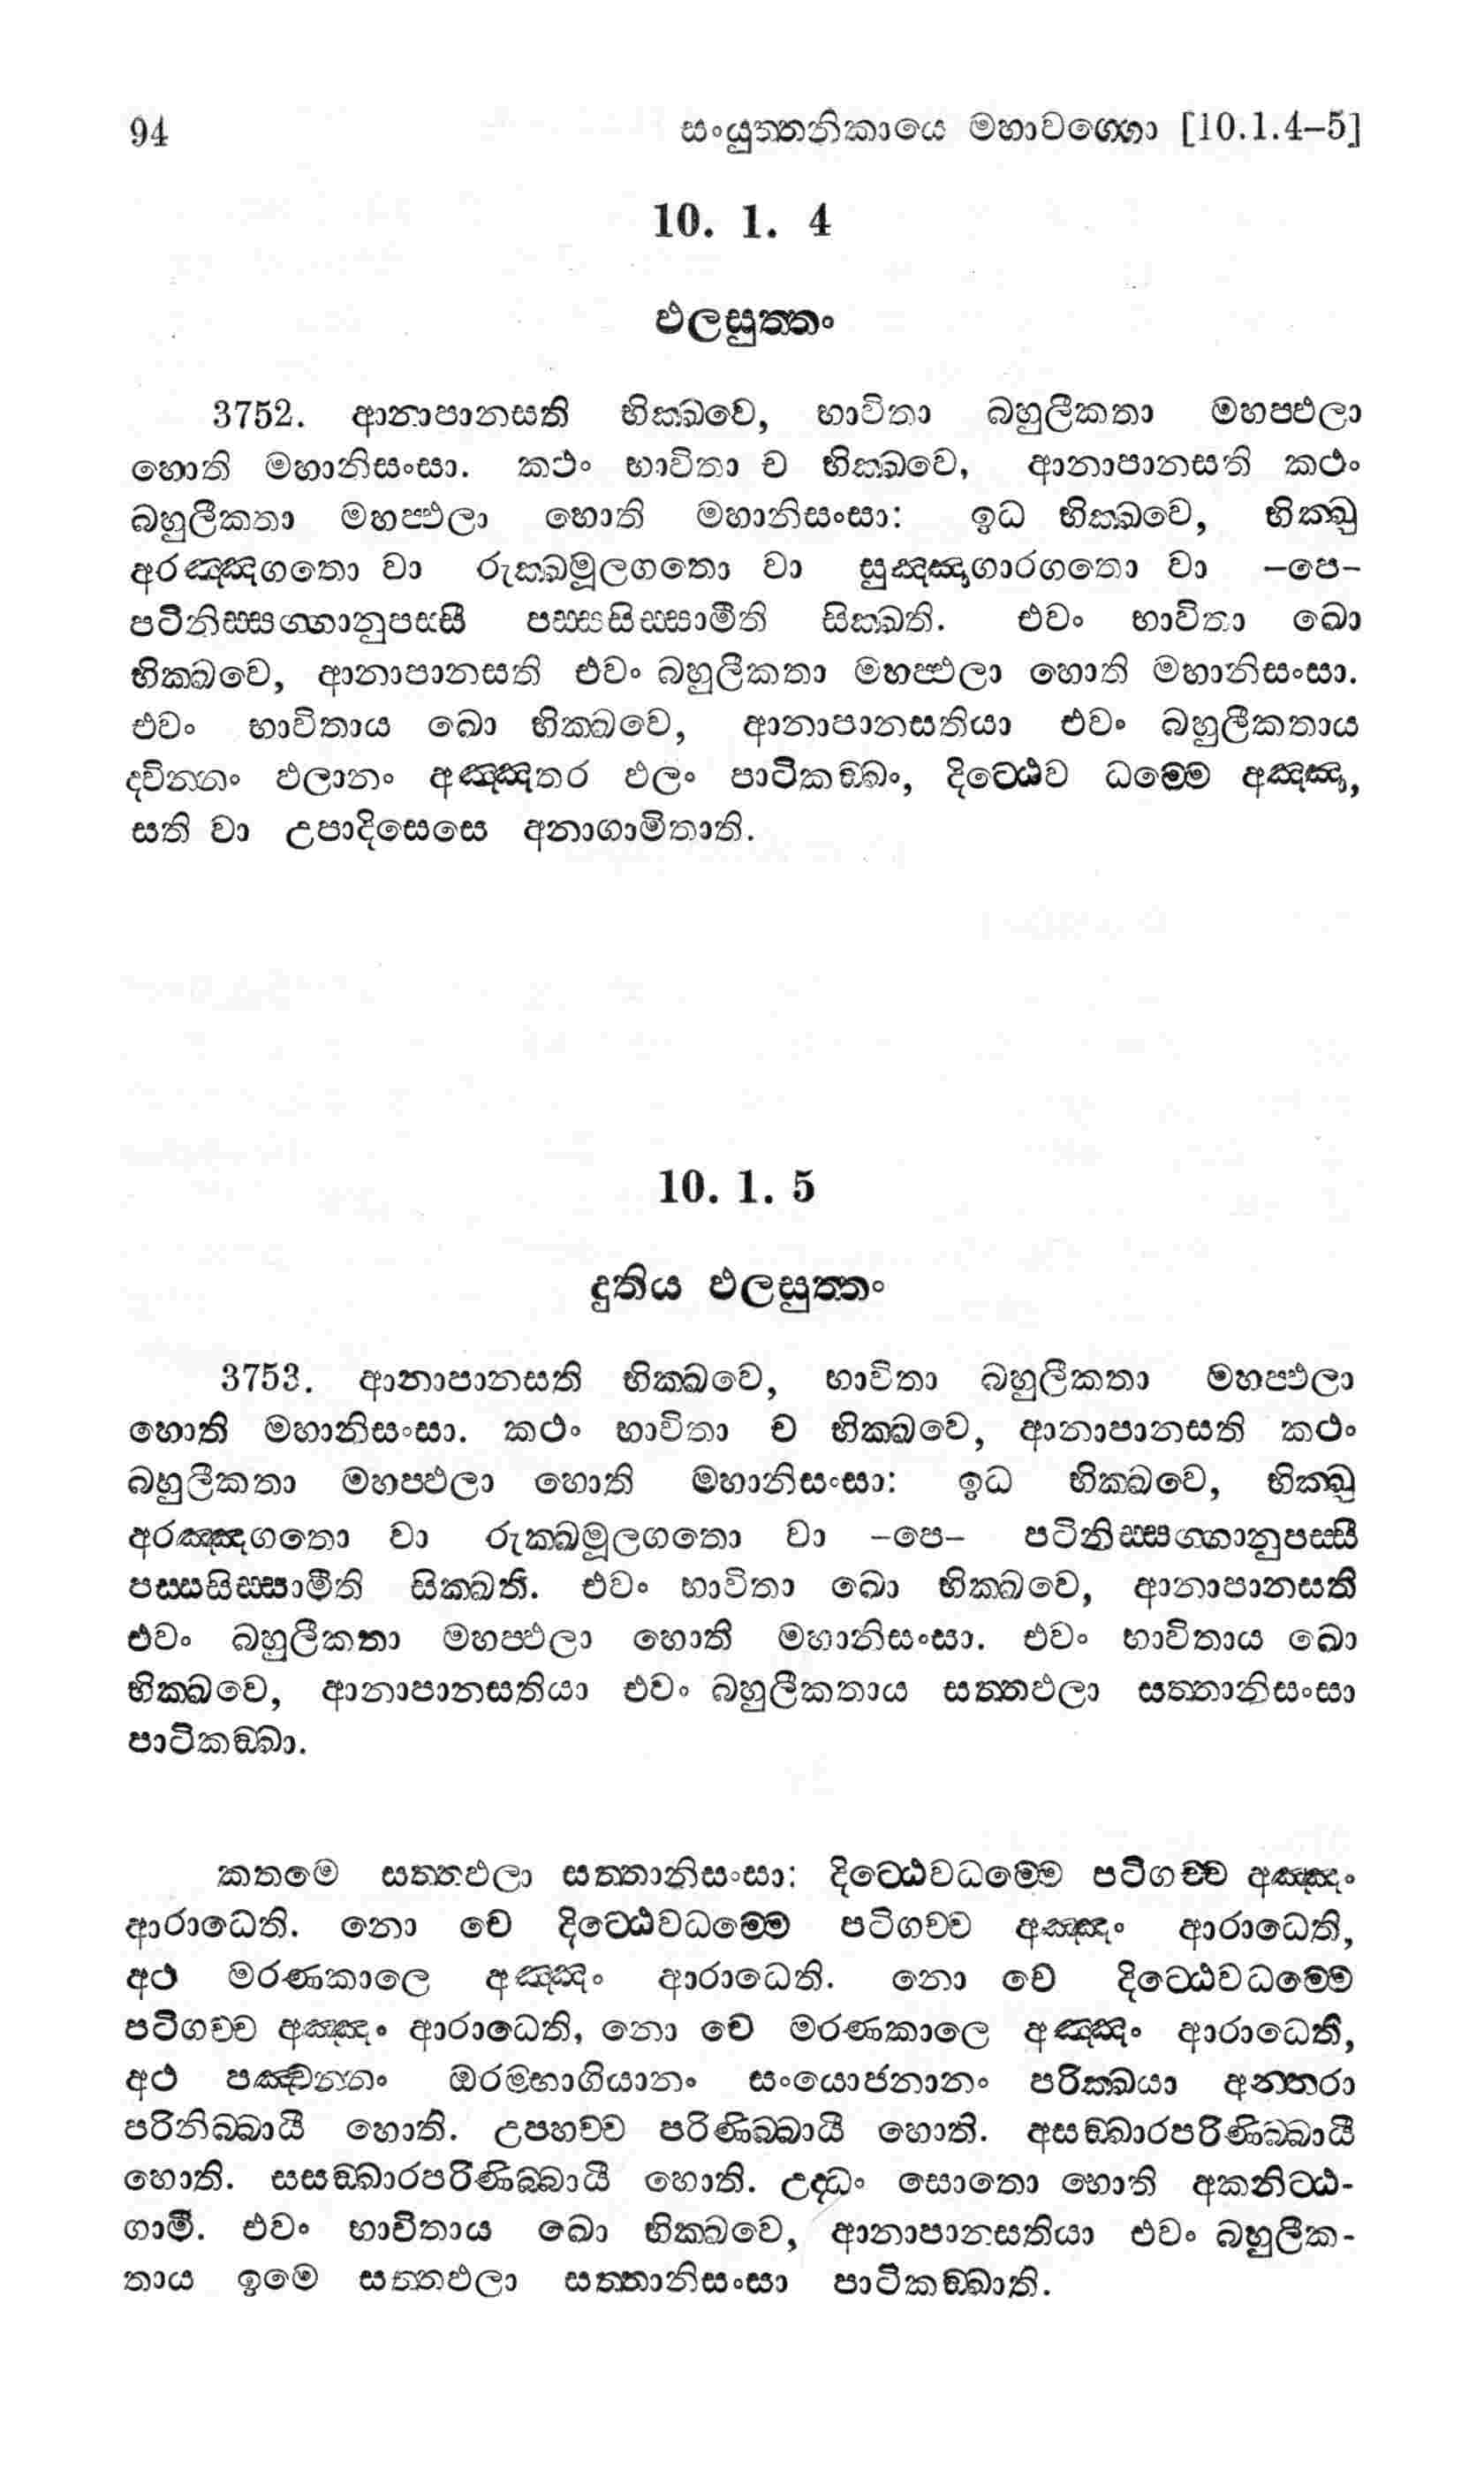 94 සංයුත්තනිකායෙ මහාවග්ගො [10.1.4–5]
10. 1. 4
ඵලසුත්තං
3752. ආනාපානසති භික්ඛවෙ, භාවිතා බහුලීකතා මහප්ඵලා
හොති මහානිසංසා. කථං භාවිතා ච භික්ඛවෙ, ආනාපානසති කථං
බහුලීකතා මහප්ඵලා හොති මහානිසංසා: ඉධ භික්ඛවෙ, භික්ඛු
අරඤ්ඤගතො වා රුක්ඛමූලගතො වා සුඤ්ඤාගාරගතො වා –පෙ–
පටිනිස්සග්ගානුපස්සී පස්සසිස්සාමීති සික්ඛති. එවං භාවිතා ඛො
භික්ඛවෙ, ආනාපානසති එවං බහුලීකතා මහප්ඵලා හොති මහානිසංසා.
එවං භාවිතාය ඛො භික්ඛවෙ, ආනාපානසතියා එවං බහුලීකතාය
ද්වින්නං ඵලානං අඤ්ඤතර ඵලං පාටිකඞ්ඛං, දිට්ඨෙව ධම්මෙ අඤ්ඤා,
සති වා උපාදිසෙසෙ අනාගාමිතාති.
10. 1. 5
දුතිය ඵලසුත්තං
3753. ආනාපානසති භික්ඛවෙ, භාවිතා බහුලීකතා මහප්ඵලා
හොති මහානිසංසා. කථං භාවිතා ච භික්ඛවෙ, ආනාපානසති කථං
බහුලීකතා මහප්ඵලා හොති මහානිසංසා: ඉධ භික්ඛවෙ, භික්ඛු
අරඤ්ඤගතො වා රුක්ඛමූලගතො වා –පෙ– පටිනිස්සග්ගානුපස්සී
පස්සසිස්සාමීති සික්ඛති. එවං භාවිතා ඛො භික්ඛවෙ, ආනාපානසති
එවං බහුලීකතා මහප්ඵලා හොති මහානිසංසා. එවං භාවිතාය ඛො
භික්ඛවෙ, ආනාපානසතියා එවං බහුලීකතාය සත්තඵලා සත්තානිසංසා
පාටිකඞ්ඛා.
කතමෙ සත්තඵලා සත්තානිසංසා: දිට්ඨෙවධම්මෙ පටිගච්ච අඤ්ඤං
ආරාධෙති. නො චෙ දිට්ඨෙවධම්මෙ පටිගච්ච අඤ්ඤං ආරාධෙති,
අථ මරණකාලෙ අඤ්ඤං ආරාධෙති. නො චෙ දිට්ඨෙවධම්මෙ
පටිගච්ච අඤ්ඤං ආරාධෙති, නො චෙ මරණකාලෙ අඤ්ඤං ආරාධෙති,
අථ පඤ්චන්නං ඔරම්භාගියානං සංයොජනානං පරික්ඛයා අන්තරා
පරිනිබ්බායී හොති. උපහච්ච පරිණිබ්බායී හොති. අසඞ්ඛාරපරිණිබ්බායී
හොති. සසඞ්ඛාරපරිණිබ්බායී හොති. උද්ධං සොතො හොති අකනිට්ඨ-
ගාමී. එවං භාවිතාය ඛො භික්ඛවෙ, ආනාපානසතියා එවං බහුලීක-
තාය ඉමෙ සත්තඵලා සත්තානිසංසා පාටිකඞ්ඛාති.